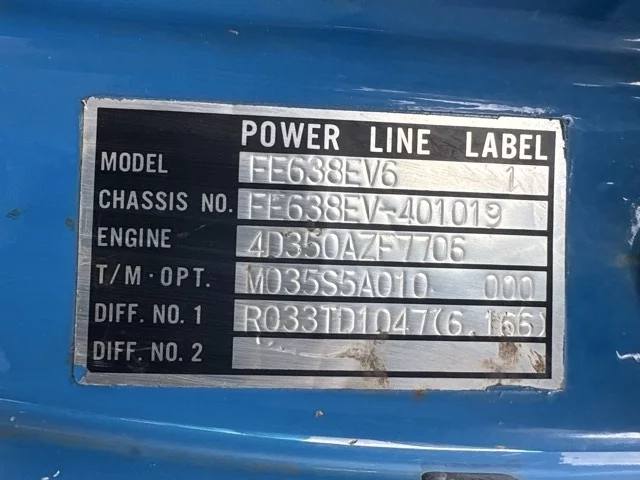 POWER LINE LABEL
MODEL FE638EV6 1
CHASSIS NO. FE638EV-401019
ENGINE 4D350AZF7706
T/M·OPT. M035S5A010 000
DIFF. NO. 1 R033TD1047(6.166)
DIFF. NO. 2